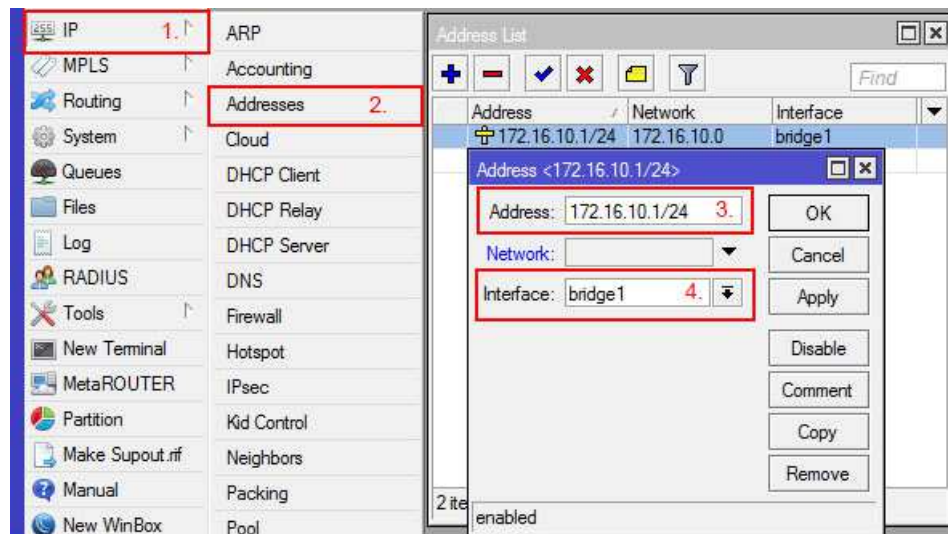 IP 1.
MPLS
Routing
System
Queues
Files
Log
RADIUS
Tools
New Terminal
MetaROUTER
Partition
Make Supout.rif
Manual
New WinBox
ARP
Accounting
Addresses 2.
Cloud
DHCP Client
DHCP Relay
DHCP Server
DNS
Firewall
Hotspot
IPsec
Kid Control
Neighbors
Packing
Pool
Address List
Find
Address Network Interface
172.16.10.1/24 172.16.10.0 bridge1
Address <172.16.10.1/24>
Address: 172.16.10.1/24 3.
Network:
Interface: bridge1 4.
OK
Cancel
Apply
Disable
Comment
Copy
Remove
enabled
2 ite